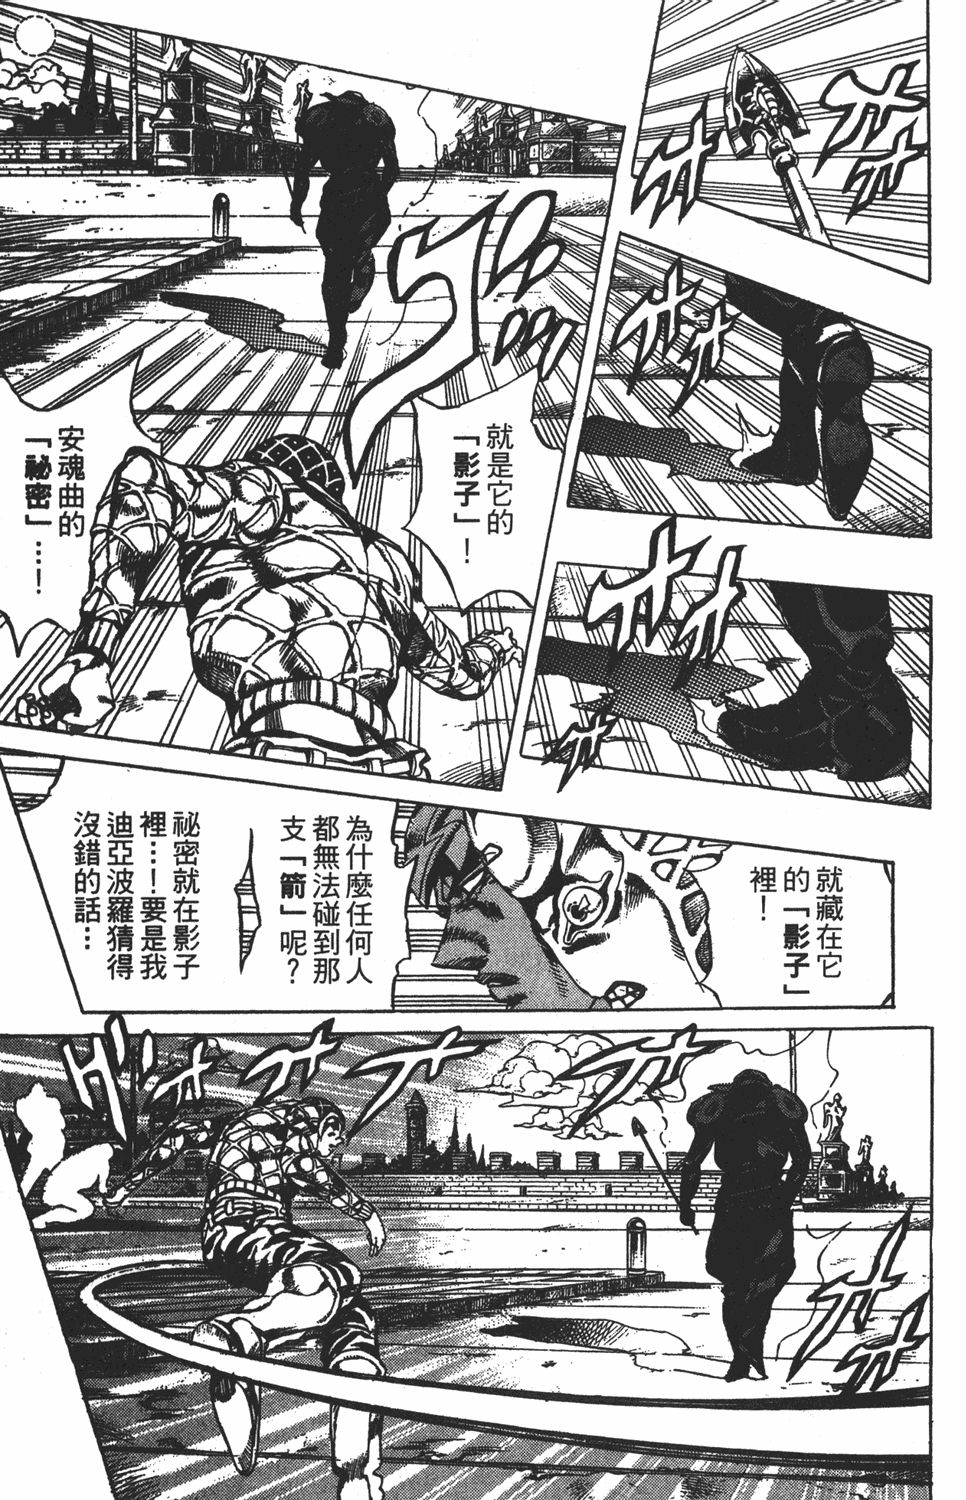 就是它的
「影子」！
安魂曲的
「祕密」…！
就藏在它
的「影子」
裡！
為什麼任何人
都無法碰到那
支「箭」呢？
祕密就在影子
裡…！要是我
迪亞波羅猜得
沒錯的話…